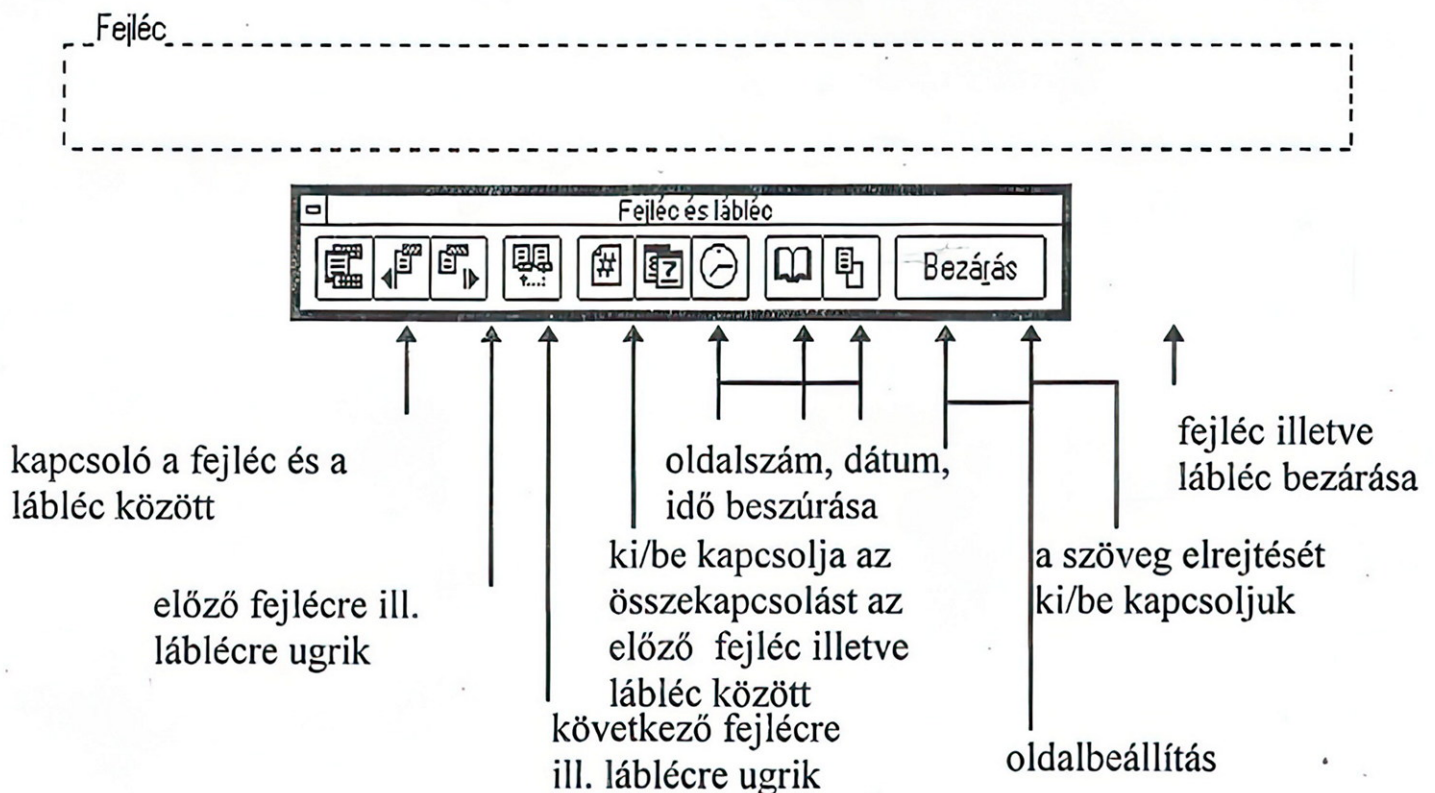 Fejléc
Fejléc és lábléc
Bezárás
kapcsoló a fejléc és a
lábléc között
előző fejlécre ill.
láblécre ugrik
következő fejlécre
ill. láblécre ugrik
ki/be kapcsolja az
összekapcsolást az
előző fejléc illetve
lábléc között
oldalszám, dátum,
idő beszúrása
oldalbeállítás
a szöveg elrejtését
ki/be kapcsoljuk
fejléc illetve
lábléc bezárása